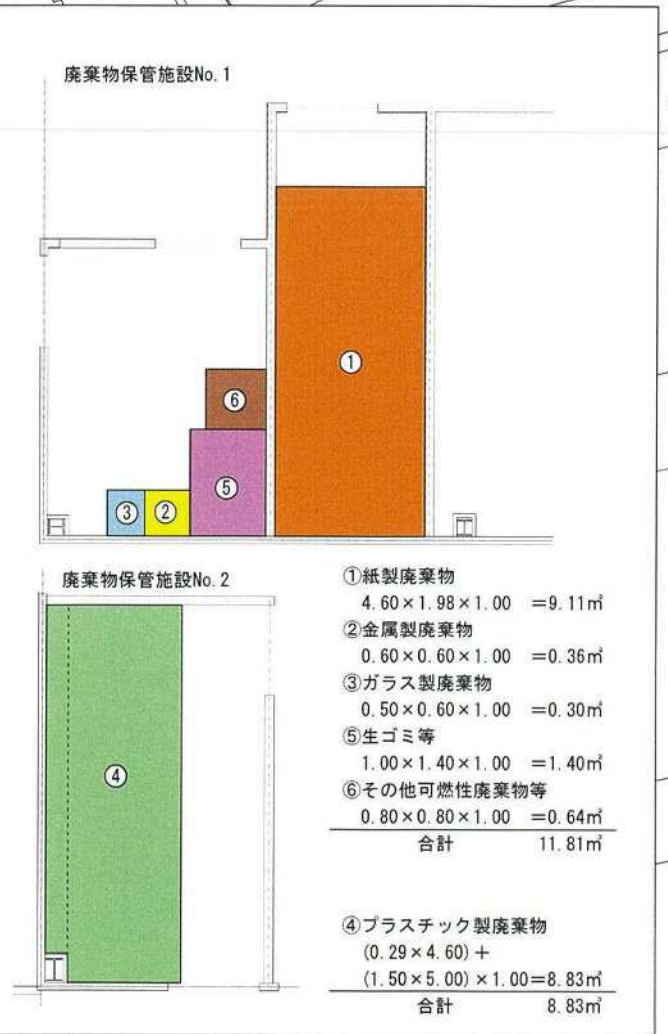 廃棄物保管施設No.1
①
⑥
⑤
③
②
廃棄物保管施設No.2
④
①紙製廃棄物
4.60×1.98×1.00 =9.11㎡
②金属製廃棄物
0.60×0.60×1.00 =0.36㎡
③ガラス製廃棄物
0.50×0.60×1.00 =0.30㎡
⑤生ゴミ等
1.00×1.40×1.00 =1.40㎡
⑥その他可燃性廃棄物等
0.80×0.80×1.00 =0.64㎡
合計 11.81㎡
④プラスチック製廃棄物
(0.29×4.60)+
(1.50×5.00)×1.00=8.83㎡
合計 8.83㎡